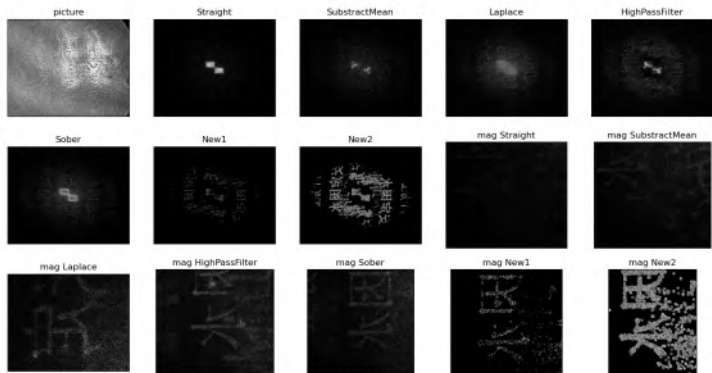 picture Straight SubstractMean Laplace HighPassFilter
Sober New1 New2 mag Straight mag SubstractMean
mag Laplace mag HighPassFilter mag Sober mag New1 mag New2